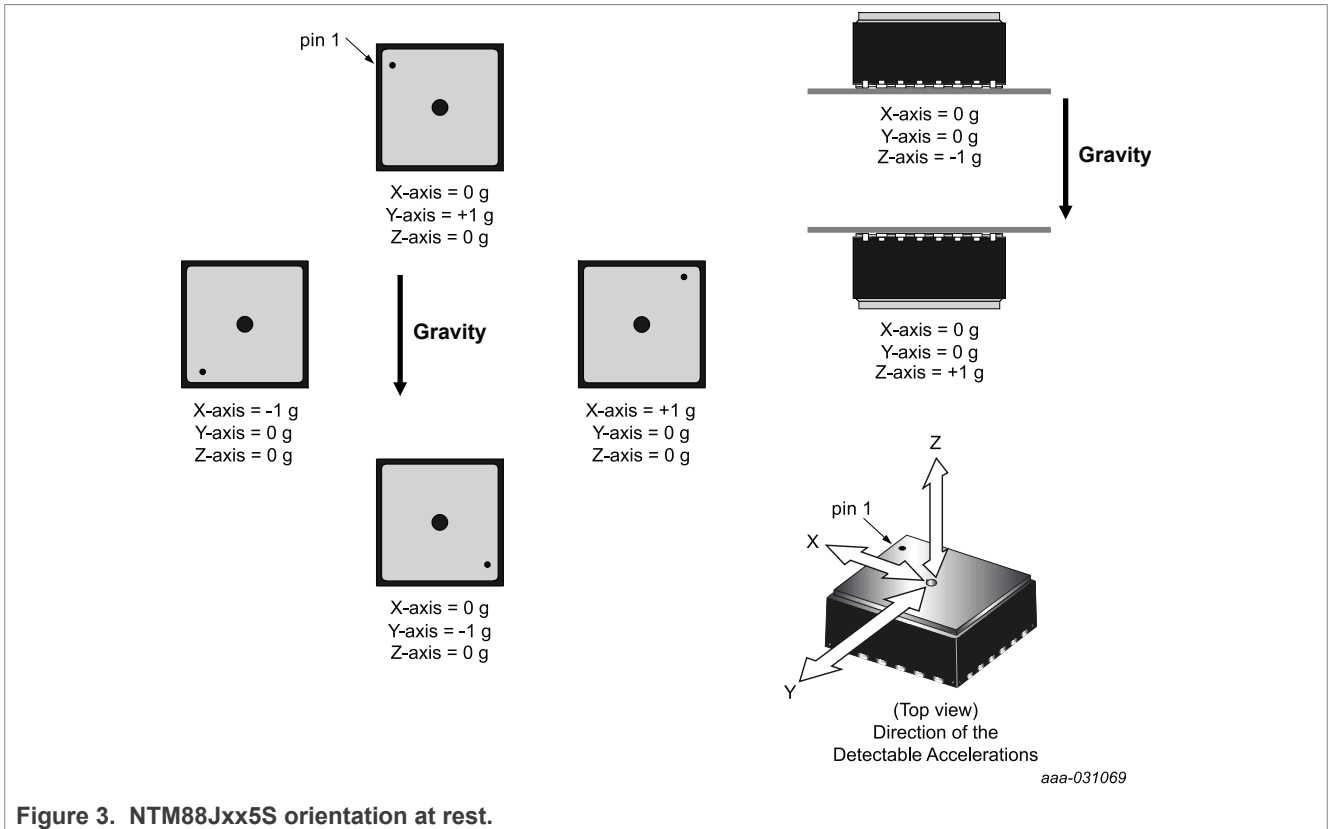 pin 1
X-axis = 0 g
Y-axis = +1 g
Z-axis = 0 g
Gravity
X-axis = -1 g
Y-axis = 0 g
Z-axis = 0 g
X-axis = +1 g
Y-axis = 0 g
Z-axis = 0 g
X-axis = 0 g
Y-axis = -1 g
Z-axis = 0 g
X-axis = 0 g
Y-axis = 0 g
Z-axis = -1 g
Gravity
X-axis = 0 g
Y-axis = 0 g
Z-axis = +1 g
Z
pin 1
X
Y
(Top view)
Direction of the
Detectable Accelerations
aaa-031069
Figure 3. NTM88Jxx5S orientation at rest.